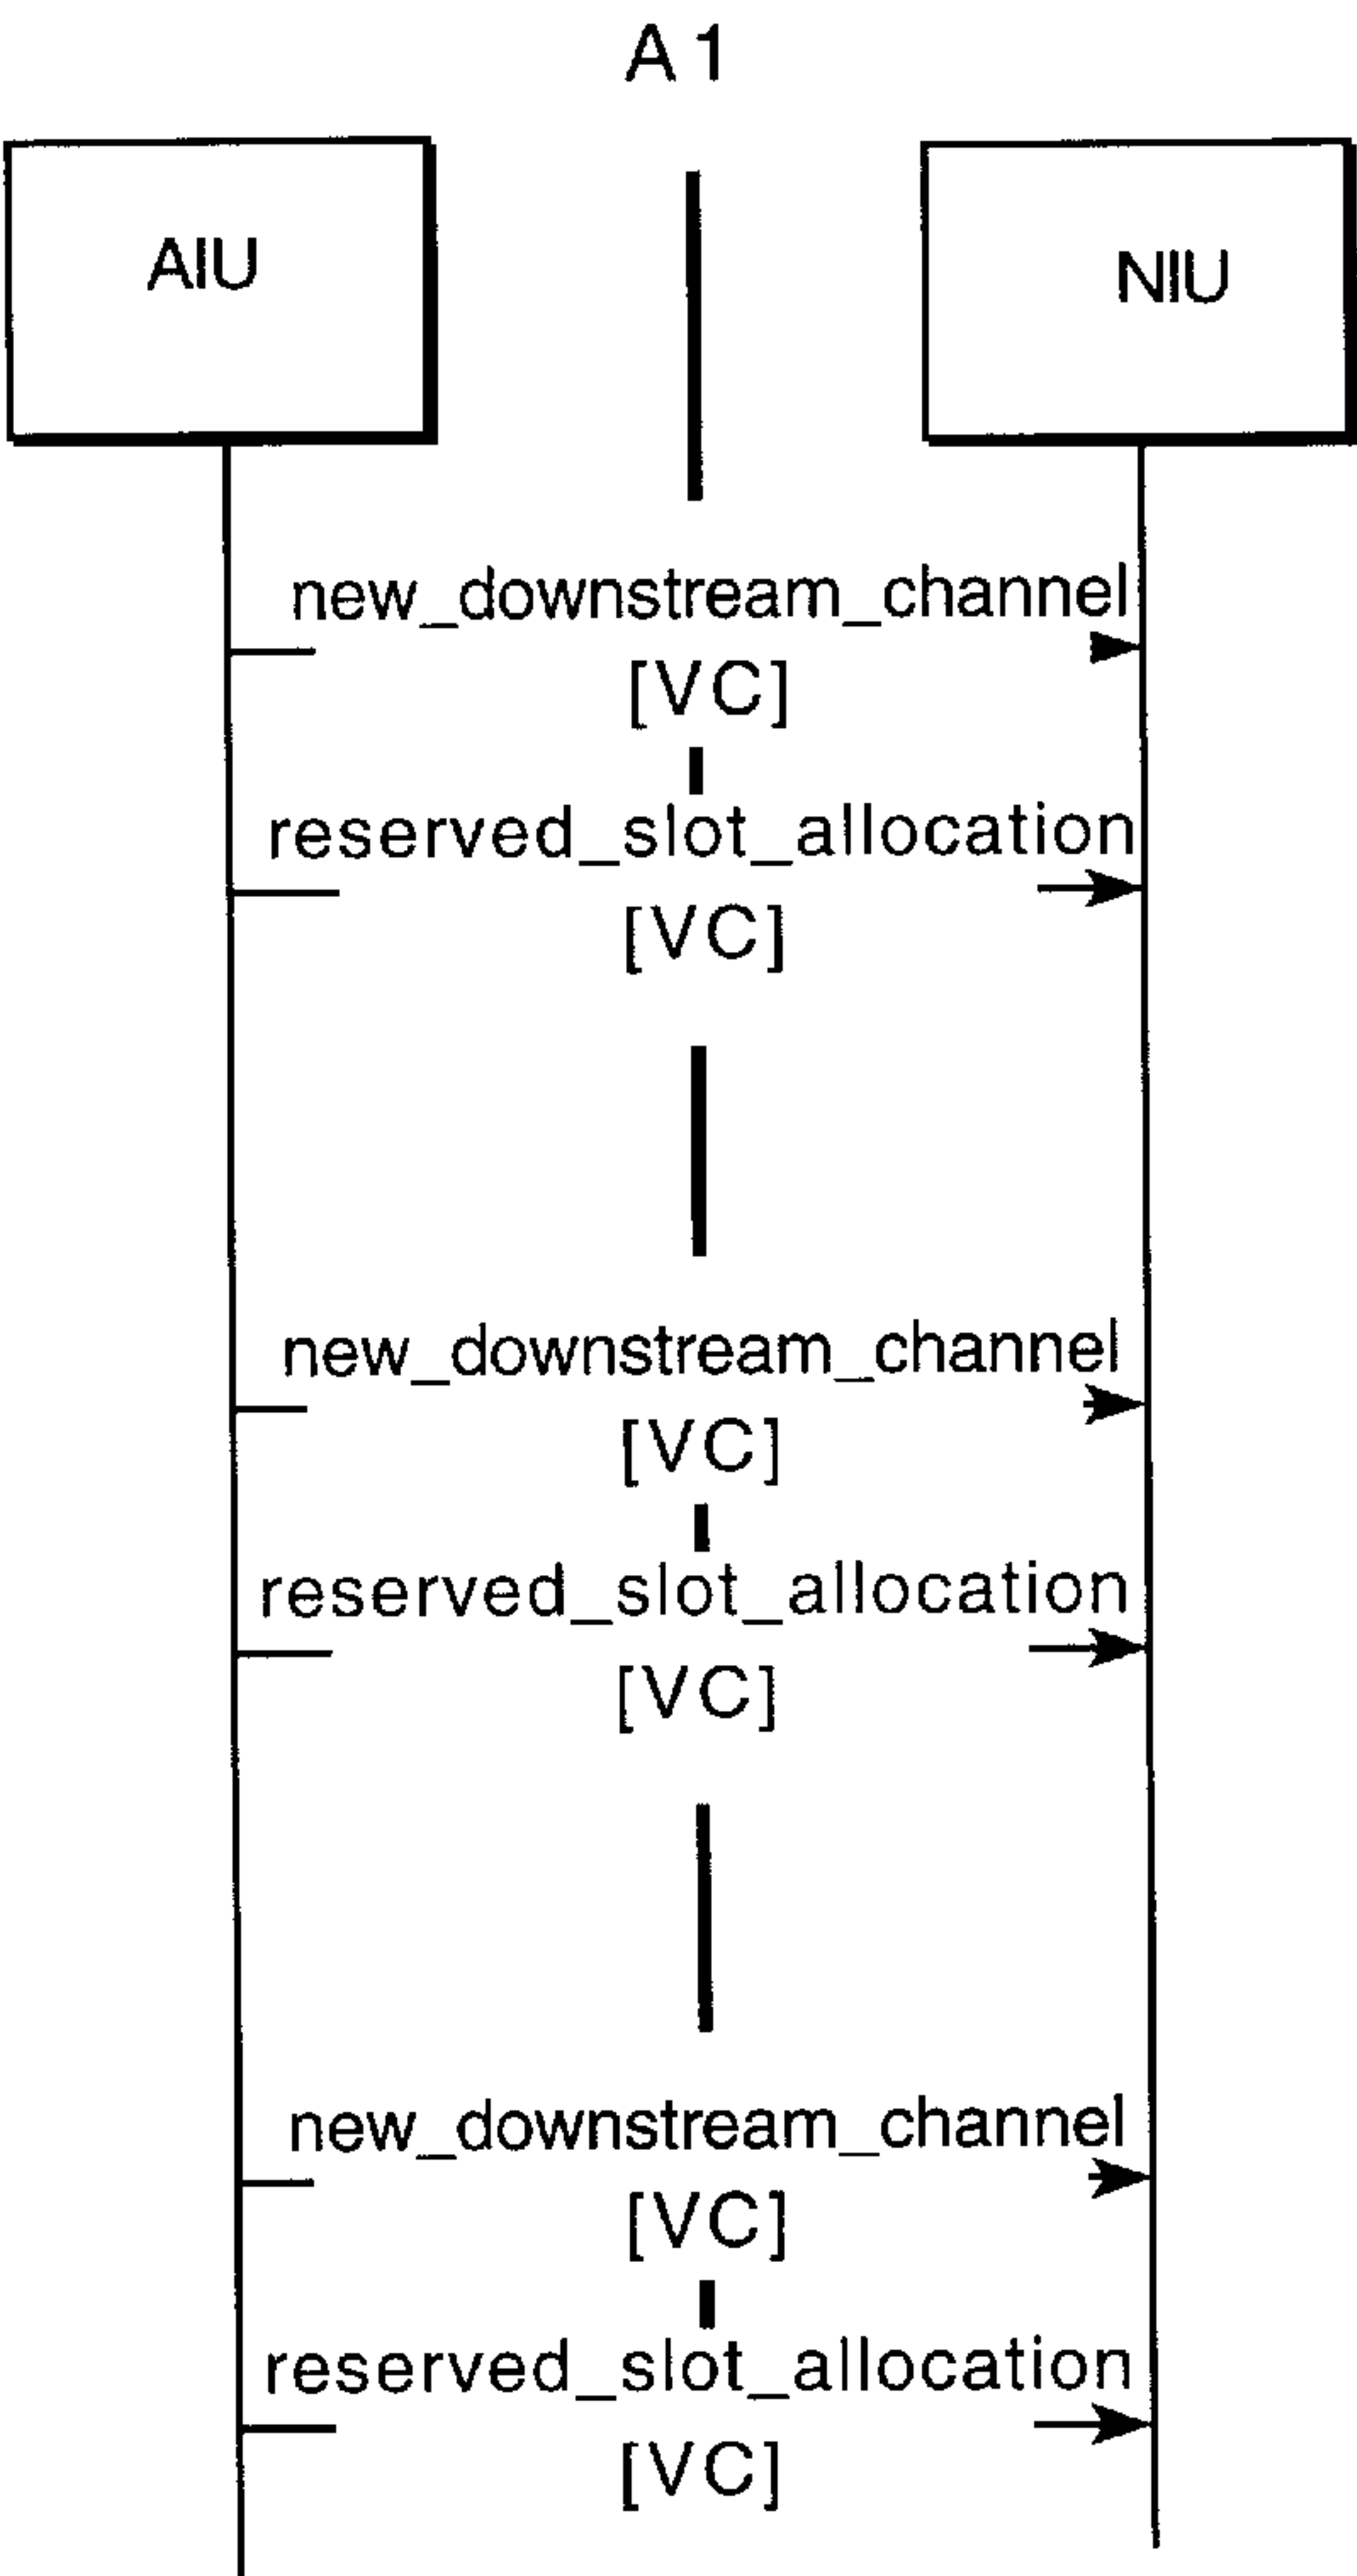 A1
AIU
NIU
new_downstream_channel
[VC]
reserved_slot_allocation
[VC]
new_downstream_channel
[VC]
reserved_slot_allocation
[VC]
new_downstream_channel
[VC]
reserved_slot_allocation
[VC]